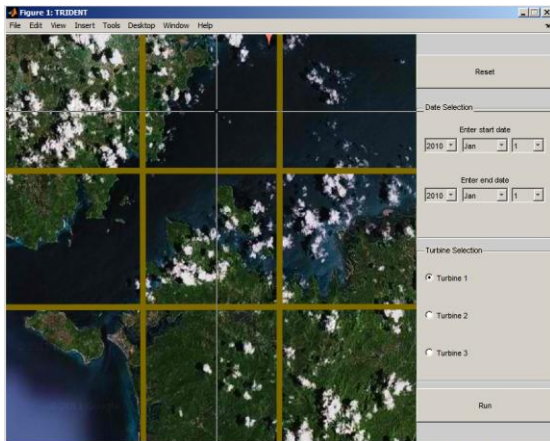 Figure 1: TRIDENT
File Edit View Insert Tools Desktop Window Help
Reset
Date Selection
Enter start date
2010 Jan 1
Enter end date
2010 Jan 1
Turbine Selection
Turbine 1
Turbine 2
Turbine 3
Run